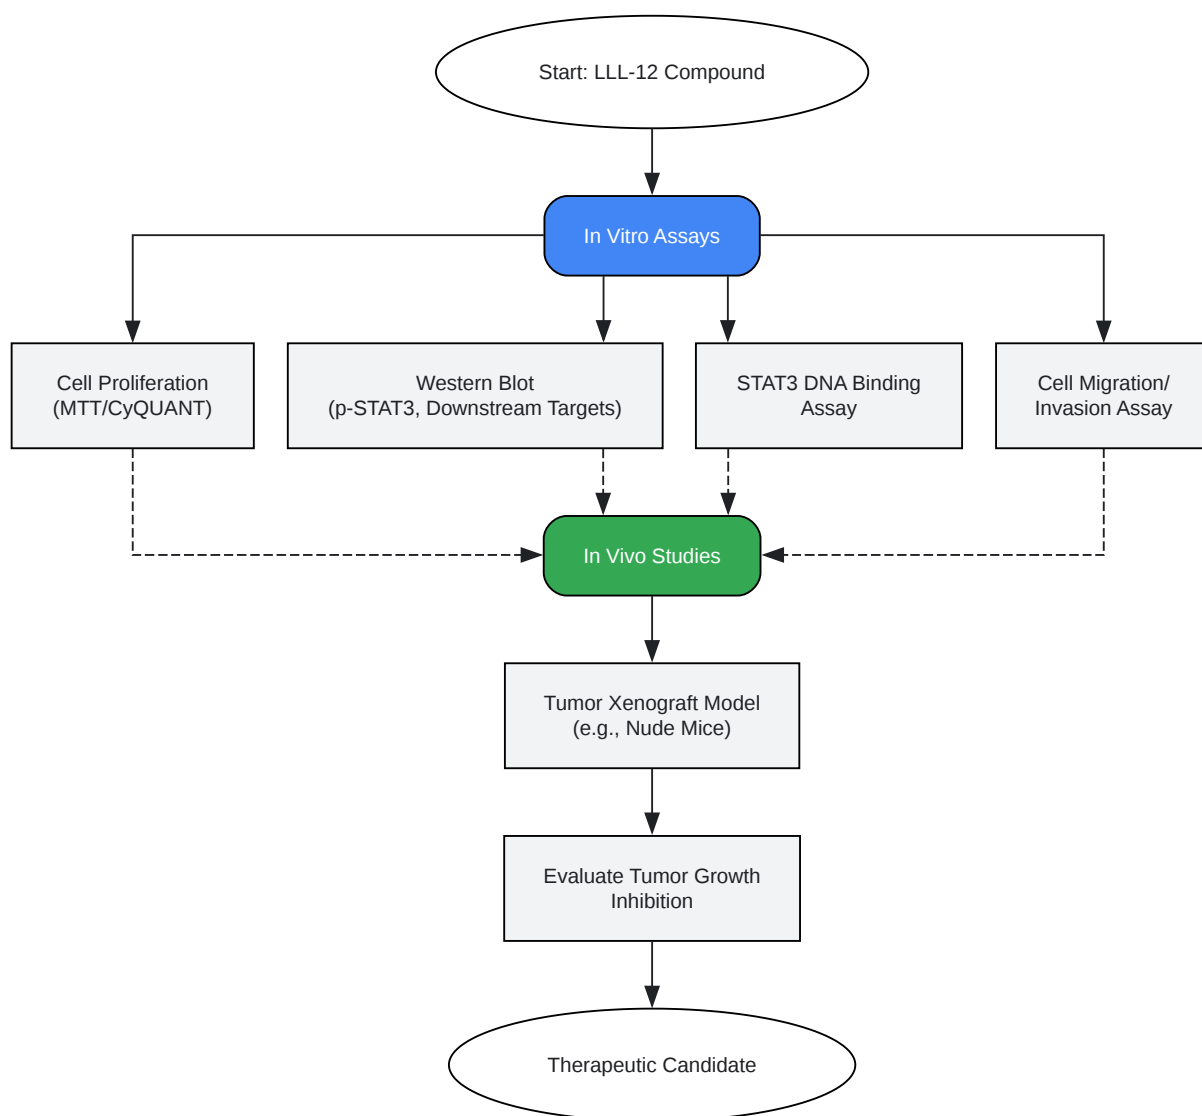 Start: LLL-12 Compound
In Vitro Assays
Cell Proliferation
(MTT/CyQUANT)
Western Blot
(p-STAT3, Downstream Targets)
STAT3 DNA Binding
Assay
Cell Migration/
Invasion Assay
In Vivo Studies
Tumor Xenograft Model
(e.g., Nude Mice)
Evaluate Tumor Growth
Inhibition
Therapeutic Candidate